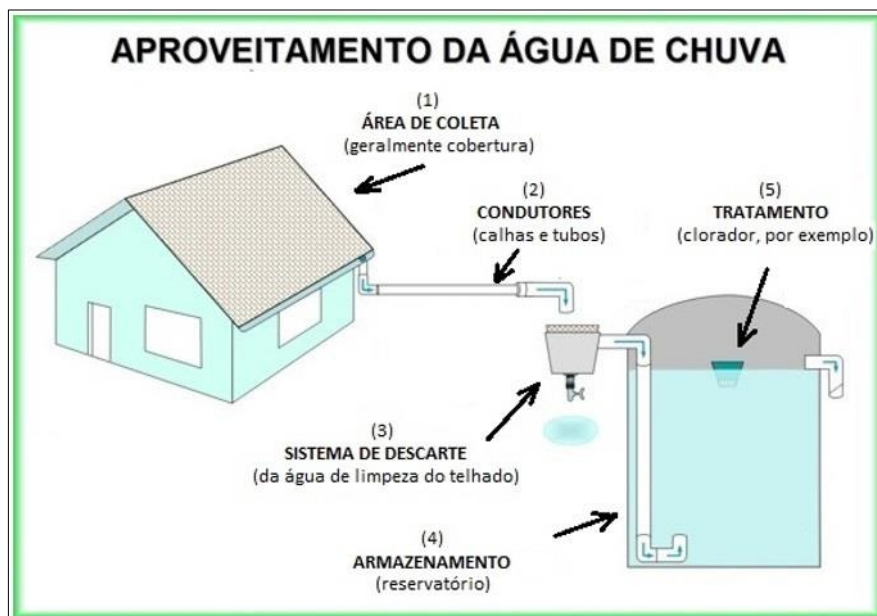 APROVEITAMENTO DA ÁGUA DE CHUVA
(1)
ÁREA DE COLETA
(geralmente cobertura)
(2)
CONDUTORES
(calhas e tubos)
(5)
TRATAMENTO
(clorador, por exemplo)
(3)
SISTEMA DE DESCARTE
(da água de limpeza do telhado)
(4)
ARMAZENAMENTO
(reservatório)